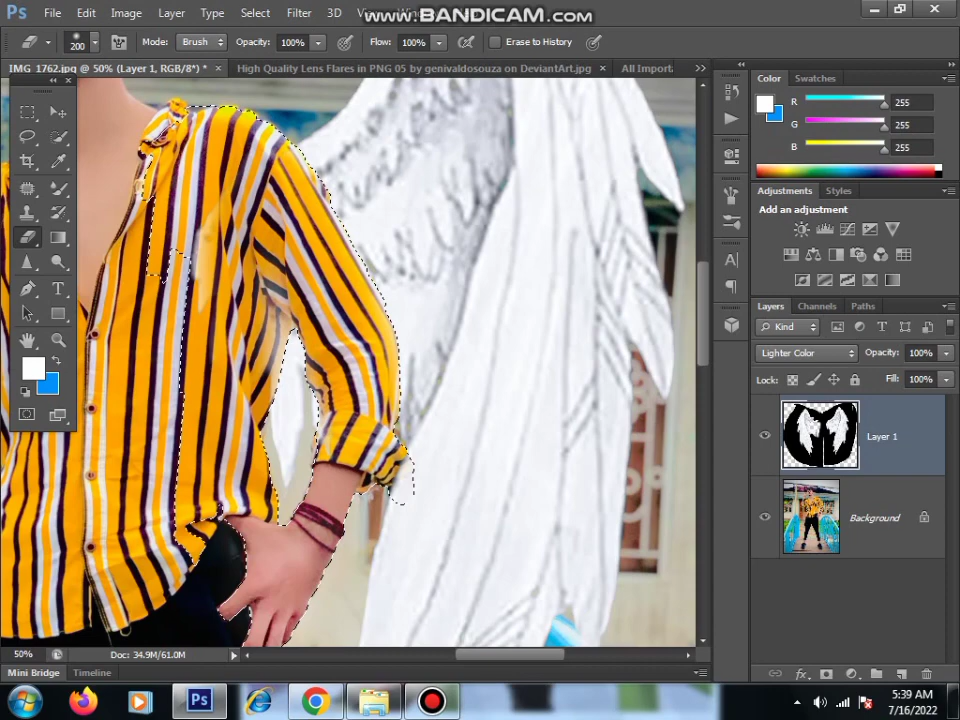 Ps File Edit Image Layer Type Select Filter 3D
www.BANDICAM.com
200 Mode: Brush Opacity: 100% Flow: 100% Erase to History
IMG_1762.jpg @ 50% (Layer 1, RGB/8*) * × High Quality Lens Flares in PNG 05 by genivaldosouza on DeviantArt.jpg × All Import
Color Swatches
R 255
G 255
B 255
Adjustments Styles
Add an adjustment
Layers Channels Paths
Kind
Lighter Color Opacity: 100%
Lock: Fill: 100%
Layer 1
Background
50% Doc: 34.9M/61.0M
Mini Bridge Timeline
Ps
5:39 AM
7/16/2022